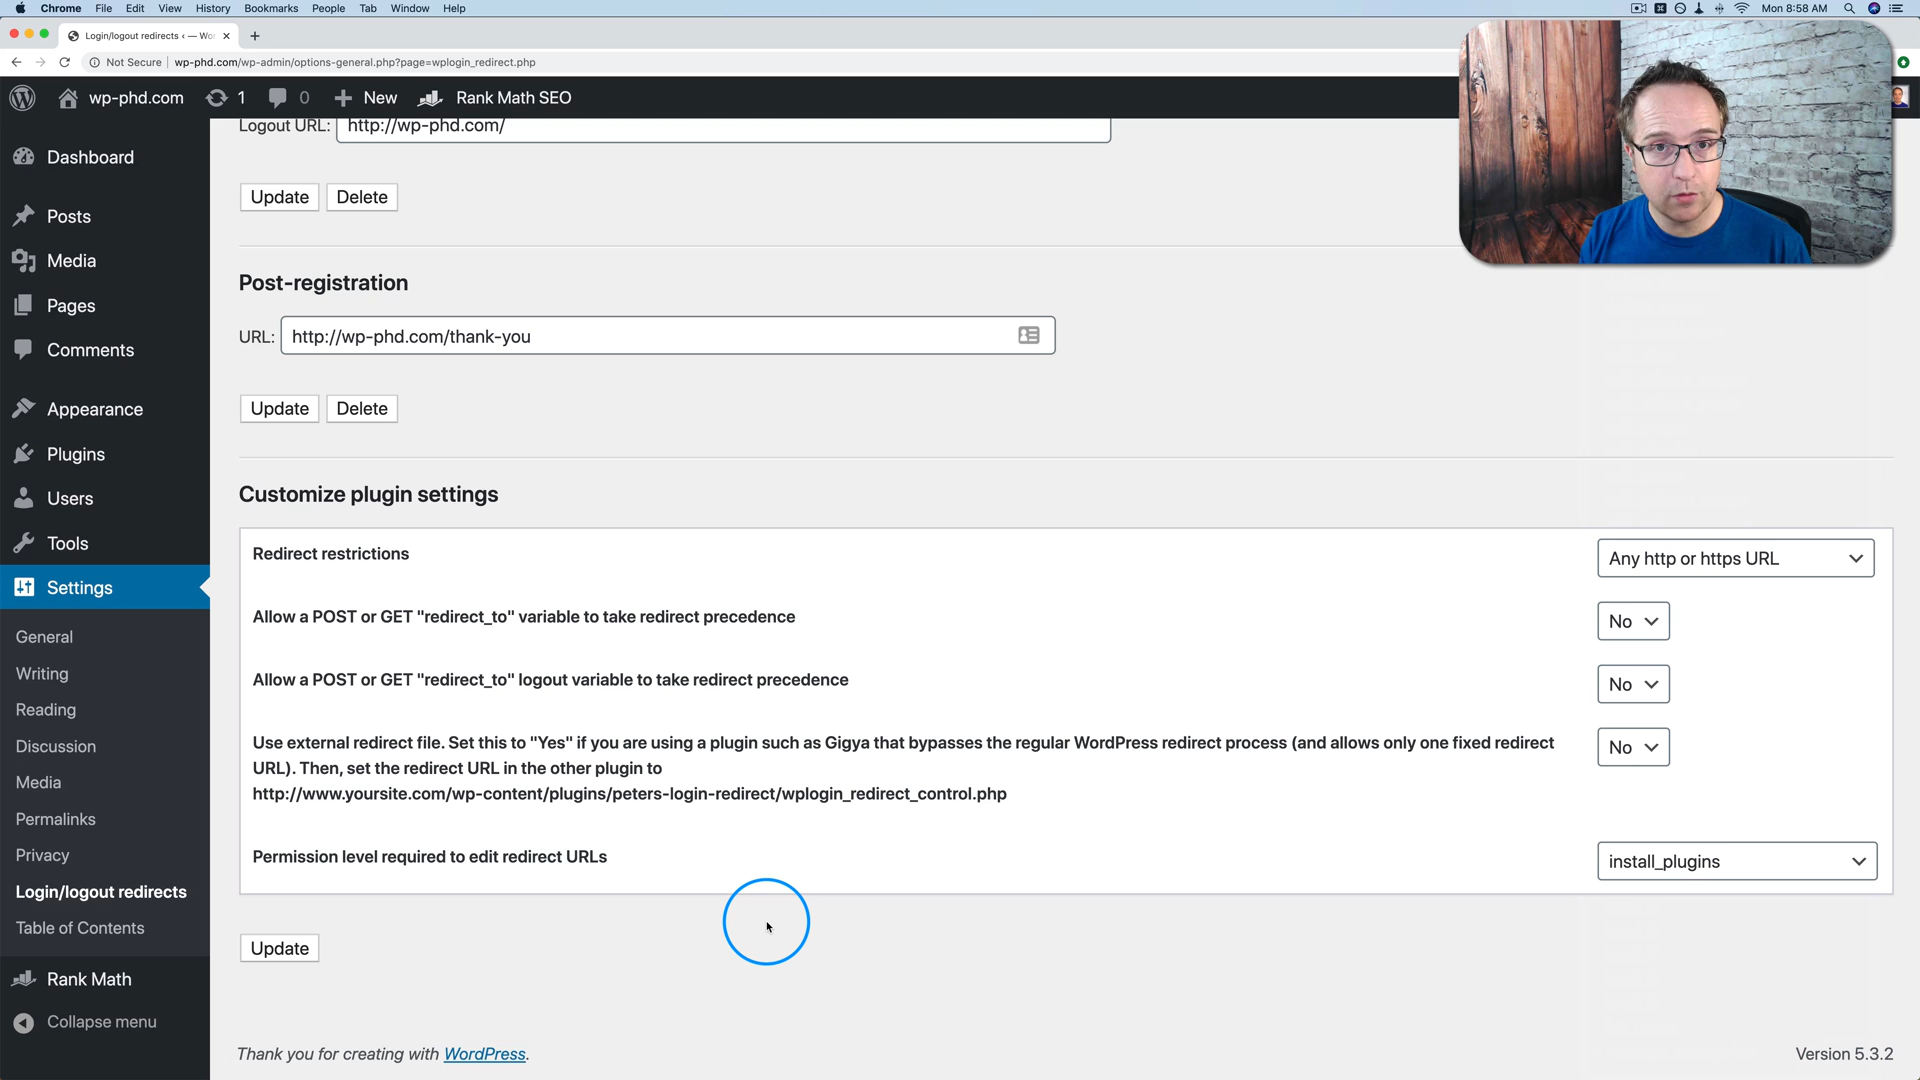 Chrome File Edit View History Bookmarks People Tab Window Help
Mon 8:58 AM
Login/logout redirects ‹ — Wor
Not Secure wp-phd.com/wp-admin/options-general.php?page=wplogin_redirect.php
wp-phd.com 1 0 New Rank Math SEO
Dashboard
Posts
Media
Pages
Comments
Appearance
Plugins
Users
Tools
Settings
General
Writing
Reading
Discussion
Media
Permalinks
Privacy
Login/logout redirects
Table of Contents
Rank Math
Collapse menu
Logout URL: http://wp-phd.com/
Update Delete
Post-registration
URL: http://wp-phd.com/thank-you
Update Delete
Customize plugin settings
Redirect restrictions Any http or https URL
Allow a POST or GET "redirect_to" variable to take redirect precedence No
Allow a POST or GET "redirect_to" logout variable to take redirect precedence No
Use external redirect file. Set this to "Yes" if you are using a plugin such as Gigya that bypasses the regular WordPress redirect process (and allows only one fixed redirect No
URL). Then, set the redirect URL in the other plugin to
http://www.yoursite.com/wp-content/plugins/peters-login-redirect/wplogin_redirect_control.php
Permission level required to edit redirect URLs install_plugins
Update
Thank you for creating with WordPress. Version 5.3.2